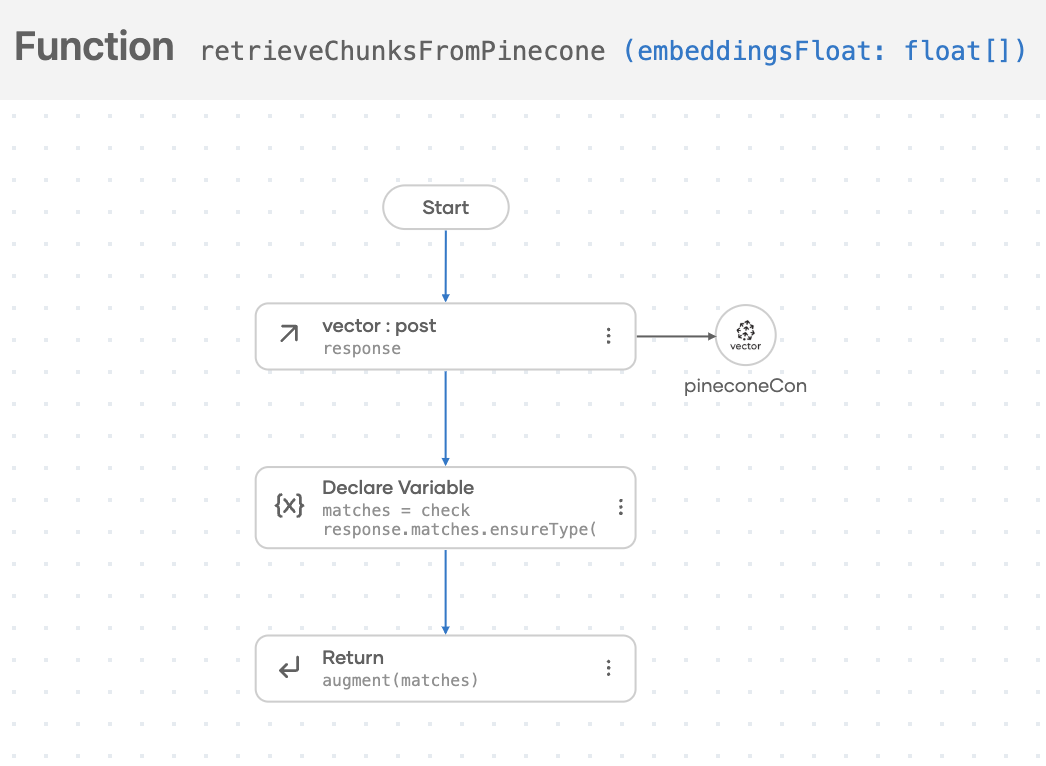 Function retrieveChunksFromPinecone (embeddingsFloat: float[])
Start
vector : post
response
vector
pineconeCon
{x}
Declare Variable
matches = check
response.matches.ensureType(
Return
augment(matches)